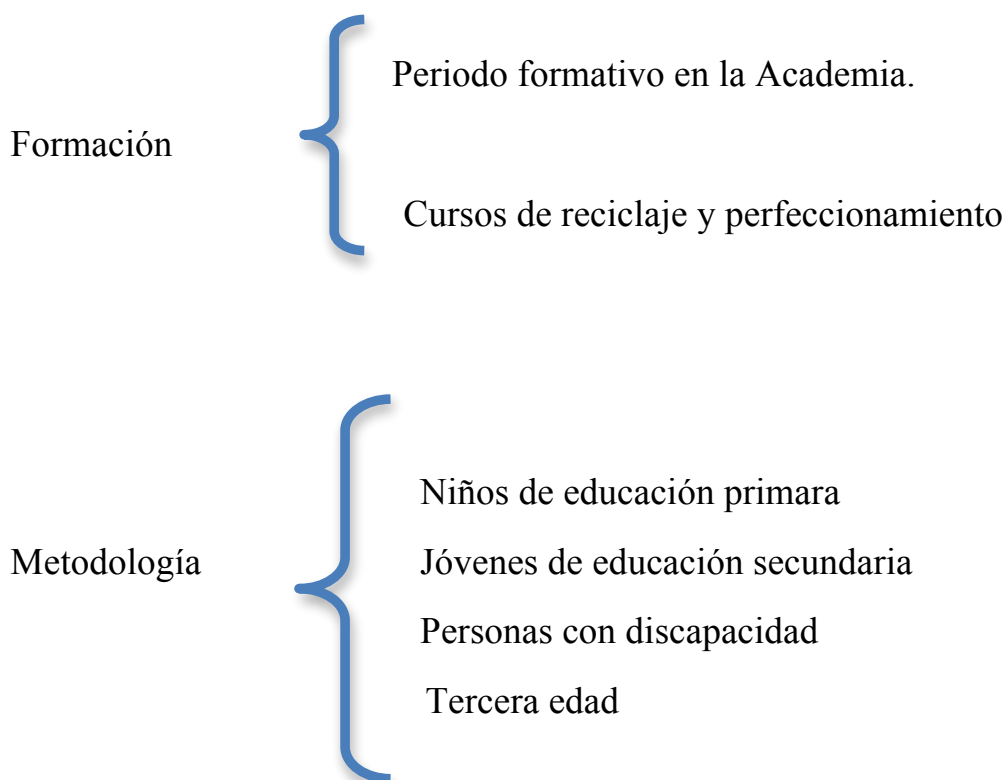 Formación
Periodo formativo en la Academia.
Cursos de reciclaje y perfeccionamiento
Metodología
Niños de educación primara
Jóvenes de educación secundaria
Personas con discapacidad
Tercera edad